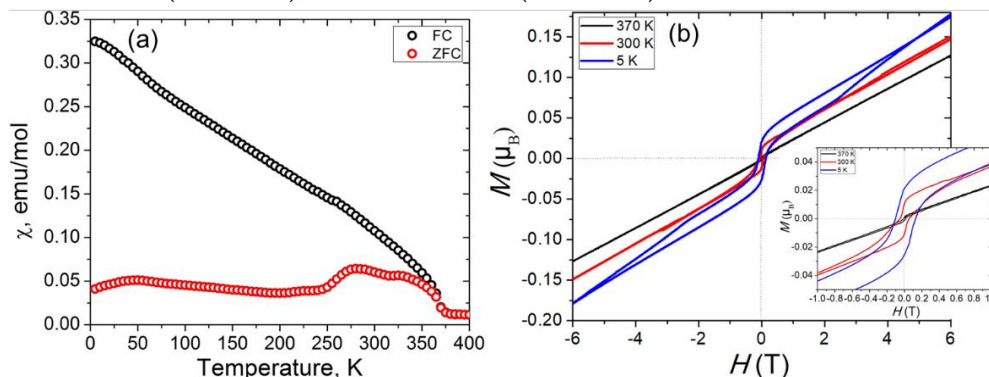 (a)
FC
ZFC
χ, emu/mol
0.35
0.30
0.25
0.20
0.15
0.10
0.05
0.00
0 50 100 150 200 250 300 350 400
Temperature, K
(b)
370 K
300 K
5 K
M (μB)
0.15
0.10
0.05
0.00
-0.05
-0.10
-0.15
-0.20
-6 -4 -2 0 2 4 6
H (T)
370 K
300 K
5 K
M (μB)
0.04
0.02
0.00
-0.02
-0.04
-1.0 -0.8 -0.6 -0.4 -0.2 0.0 0.2 0.4 0.6 0.8 1.0
H (T)